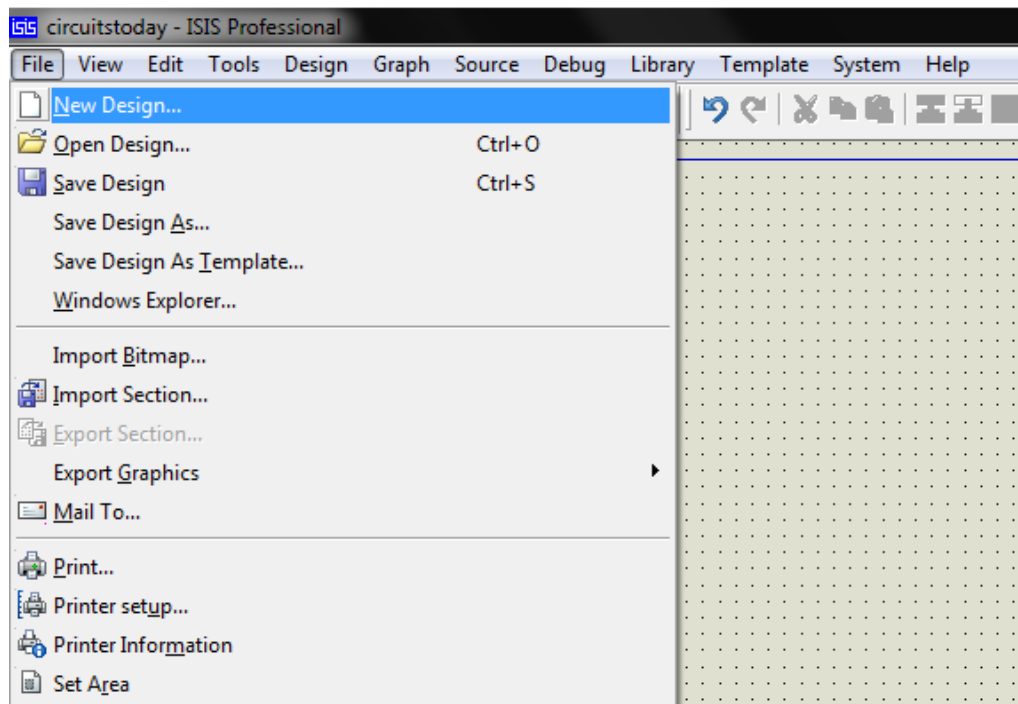 isis circuitstoday - ISIS Professional
File View Edit Tools Design Graph Source Debug Library Template System Help
New Design...
Open Design... Ctrl+O
Save Design Ctrl+S
Save Design As...
Save Design As Template...
Windows Explorer...
Import Bitmap...
Import Section...
Export Section...
Export Graphics
Mail To...
Print...
Printer setup...
Printer Information
Set Area